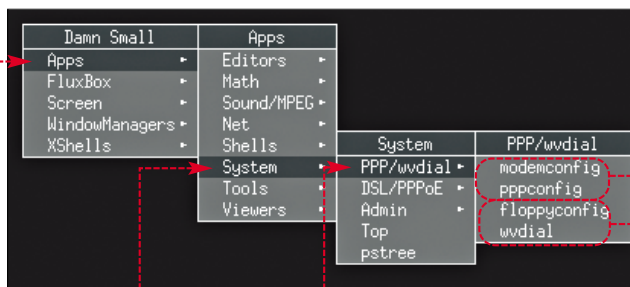 Damn Small
Apps
FluxBox
Screen
WindowManagers
XShells
Apps
Editors
Math
Sound/MPEG
Net
Shells
System
Tools
Viewers
System
PPP/wvdial
DSL/PPPoE
Admin
Top
pstree
PPP/wvdial
modemconfig
pppconfig
floppyconfig
wvdial